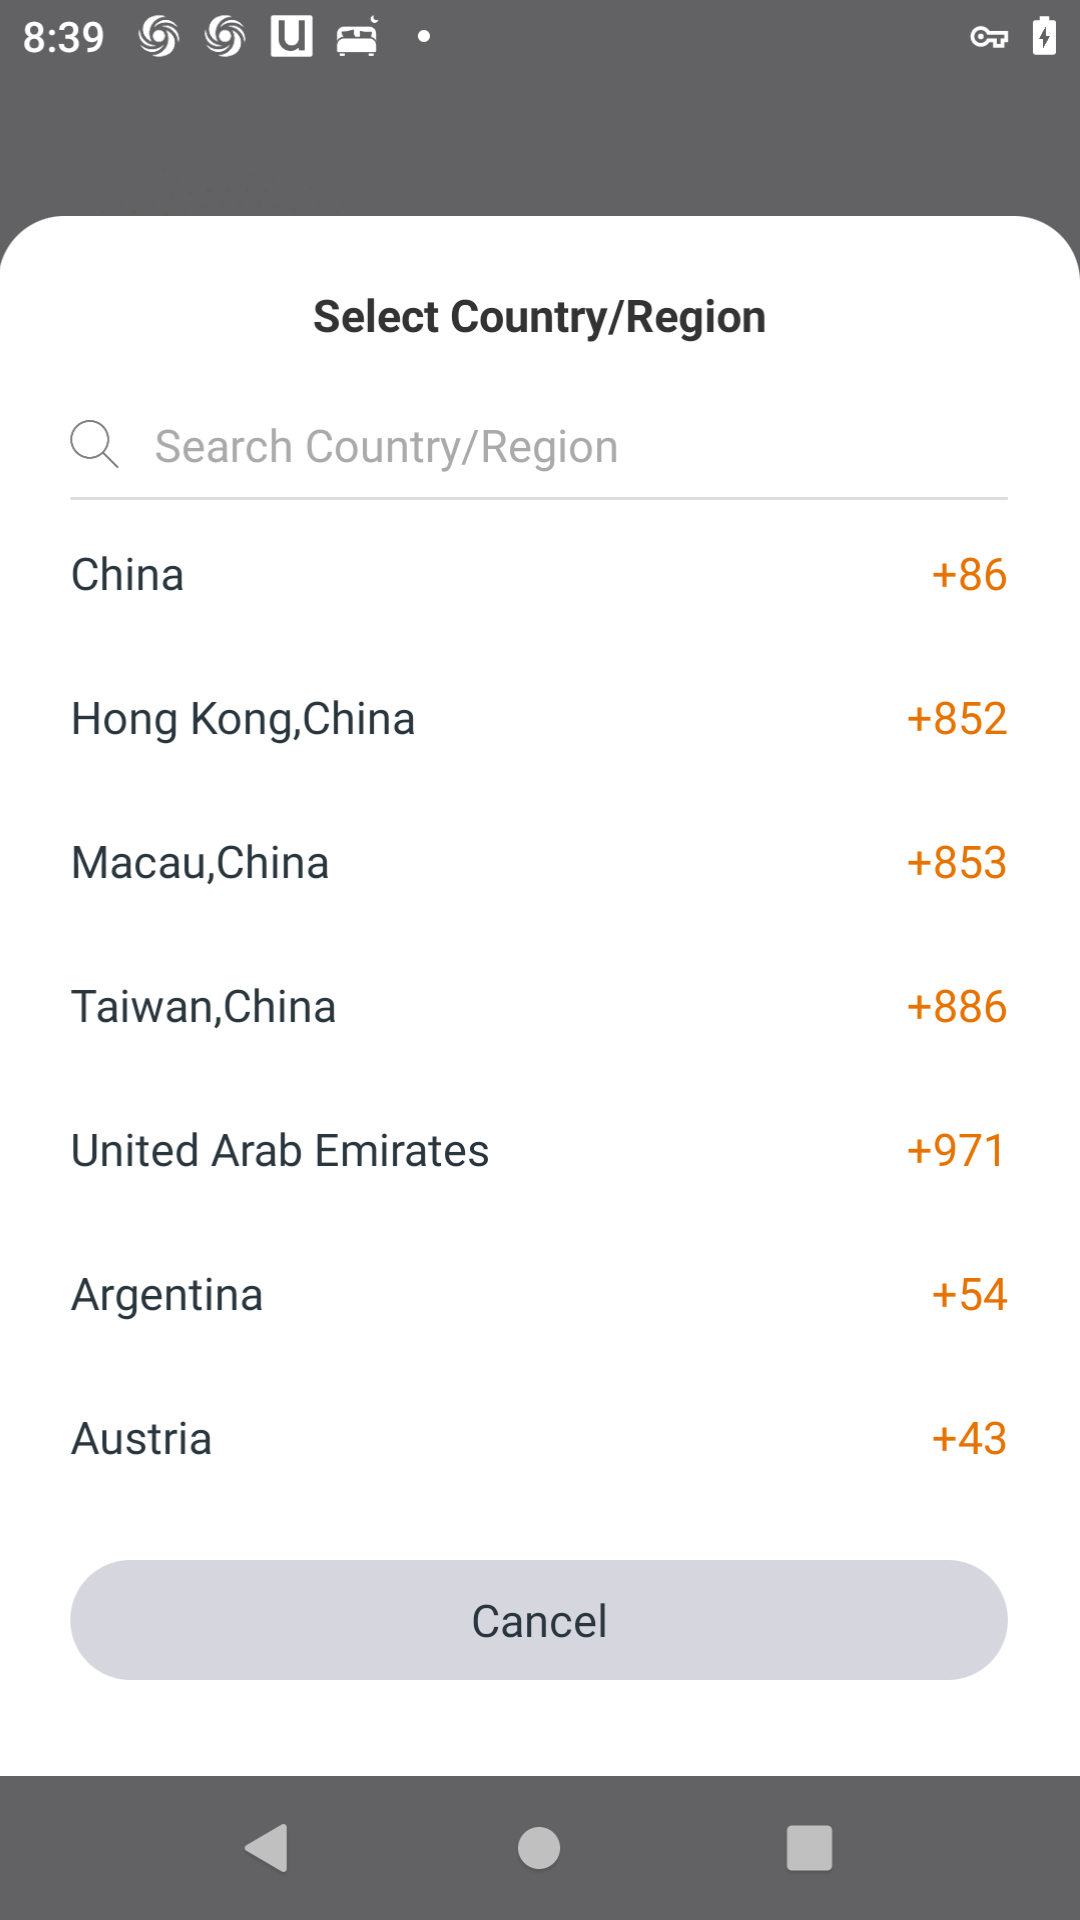 8:39
Select Country/Region
Search Country/Region
China +86
Hong Kong,China +852
Macau,China +853
Taiwan,China +886
United Arab Emirates +971
Argentina +54
Austria +43
Cancel